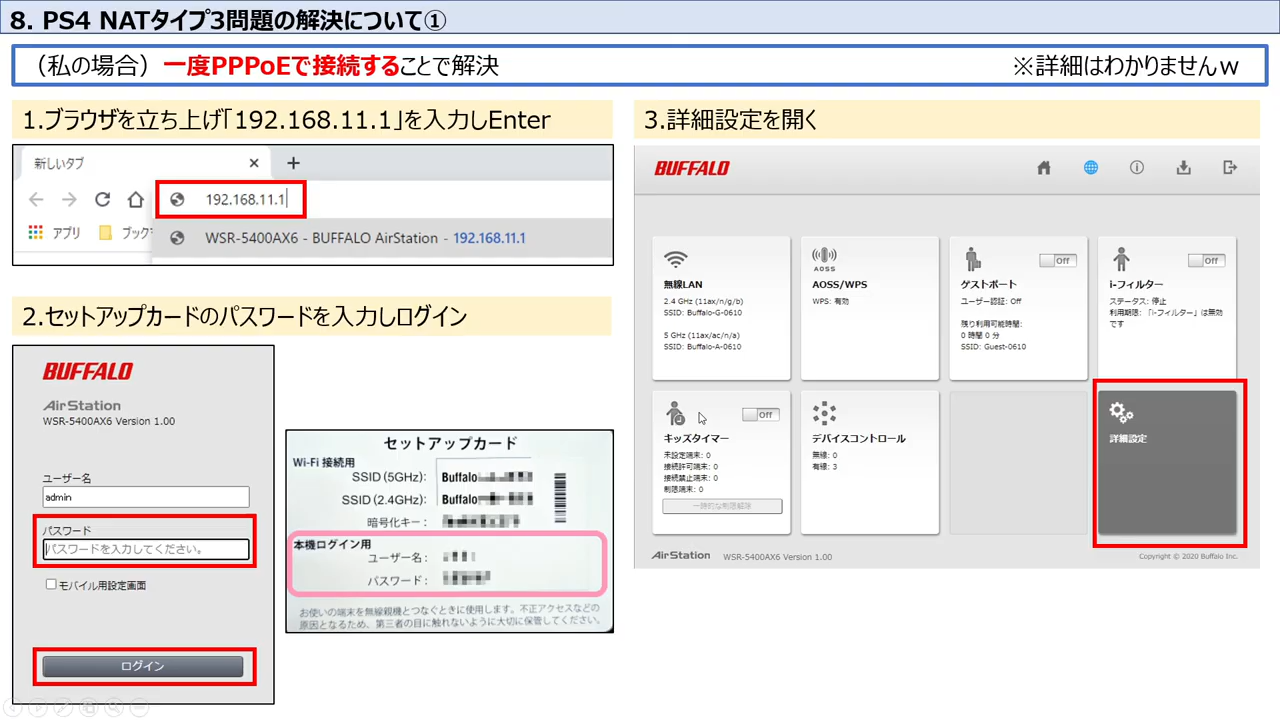 8. PS4 NATタイプ3問題の解決について①
（私の場合）一度PPPoEで接続することで解決
※詳細はわかりませんｗ
1.ブラウザを立ち上げ「192.168.11.1」を入力しEnter
新しいタブ
192.168.11.1
アプリ
ブック
WSR-5400AX6 - BUFFALO AirStation - 192.168.11.1
2.セットアップカードのパスワードを入力しログイン
BUFFALO
AirStation
WSR-5400AX6 Version 1.00
ユーザー名
admin
パスワード
パスワードを入力してください。
モバイル用設定画面
ログイン
セットアップカード
Wi-Fi 接続用
SSID (5GHz): Buffalo
SSID (2.4GHz): Buffalo
暗号化キー：
本機ログイン用
ユーザー名：
パスワード：
お使いの端末を無線親機とつなぐときに使用します。不正アクセスなどの
原因となるため、第三者の目に触れないように大切に保管してください。
3.詳細設定を開く
BUFFALO
無線LAN
2.4 GHz (11ax/n/g/b)
SSID: Buffalo-G-0610
5 GHz (11ax/ac/n/a)
SSID: Buffalo-A-0610
AOSS
AOSS/WPS
WPS: 有効
Off
ゲストポート
ユーザー認証: Off
残り利用可能時間:
0 時間 0 分
SSID: Guest-0610
Off
i-フィルター
ステータス: 停止
利用期限: 「i-フィルター」は無効
です
Off
キッズタイマー
未設定端末: 0
接続許可端末: 0
接続禁止端末: 0
制限端末: 0
一時的な制限解除
デバイスコントロール
無線: 0
有線: 3
詳細設定
AirStation WSR-5400AX6 Version 1.00
Copyright © 2020 Buffalo Inc.